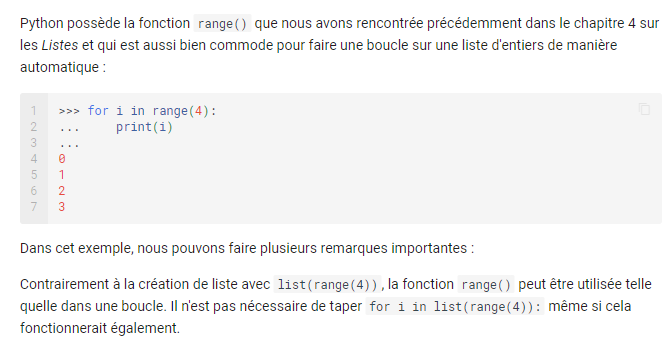 Python possède la fonction range() que nous avons rencontrée précédemment dans le chapitre 4 sur
les Listes et qui est aussi bien commode pour faire une boucle sur une liste d'entiers de manière
automatique :
1 >>> for i in range(4):
2 ...     print(i)
3 ...
4 0
5 1
6 2
7 3
Dans cet exemple, nous pouvons faire plusieurs remarques importantes :
Contrairement à la création de liste avec list(range(4)), la fonction range() peut être utilisée telle
quelle dans une boucle. Il n'est pas nécessaire de taper for i in list(range(4)): même si cela
fonctionnerait également.